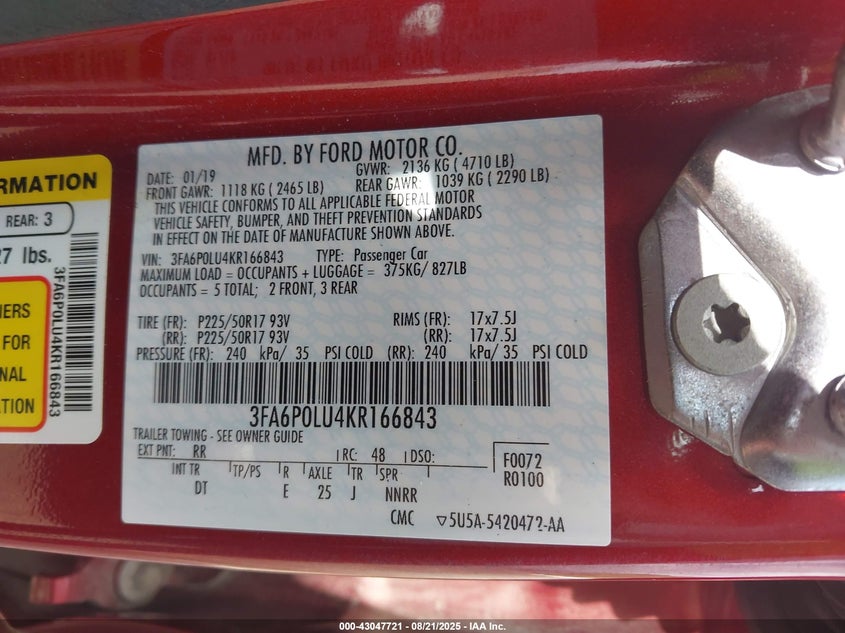 MFD. BY FORD MOTOR CO.
DATE: 01/19 GVWR: 2136 KG ( 4710 LB)
FRONT GAWR: 1118 KG ( 2465 LB) REAR GAWR: 1039 KG ( 2290 LB)
THIS VEHICLE CONFORMS TO ALL APPLICABLE FEDERAL MOTOR
VEHICLE SAFETY, BUMPER, AND THEFT PREVENTION STANDARDS
IN EFFECT ON THE DATE OF MANUFACTURE SHOWN ABOVE.
VIN: 3FA6P0LU4KR166843 TYPE: Passenger Car
MAXIMUM LOAD = OCCUPANTS + LUGGAGE = 375KG/ 827LB
OCCUPANTS = 5 TOTAL; 2 FRONT, 3 REAR
TIRE (FR): P225/50R17 93V RIMS (FR): 17x7.5J
(RR): P225/50R17 93V (RR): 17x7.5J
PRESSURE (FR): 240 kPa/ 35 PSI COLD (RR): 240 kPa/ 35 PSI COLD
3FA6P0LU4KR166843
TRAILER TOWING - SEE OWNER GUIDE
EXT PNT: RR RC: 48 DSO: F0072
INT TR TP/PS R AXLE TR SPR R0100
DT E 25 J NNRR
CMC ▽5U5A-5420472-AA
ORMATION
REAR: 3
27 lbs.
NERS
FOR
NAL
ATION
3FA6P0LU4KR166843
000-43047721 | 08/21/2025 | IAA Inc.